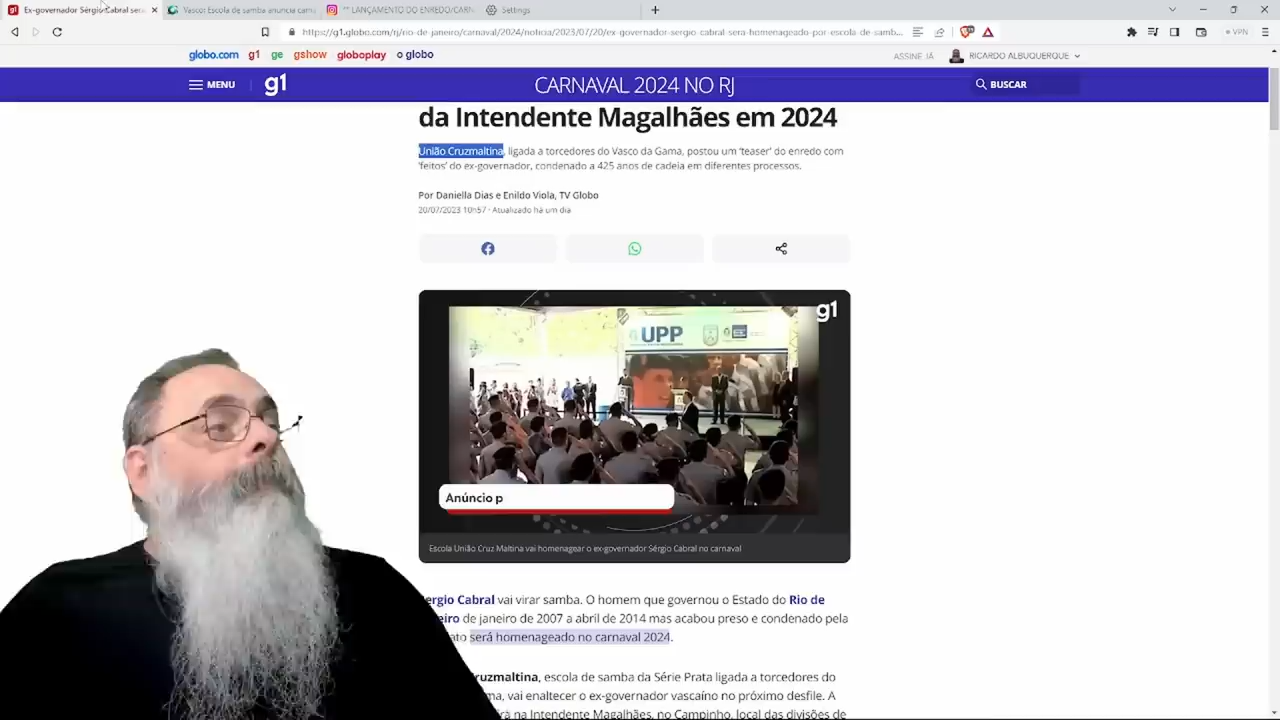 Ex-governador Sérgio Cabral será
Vasco: Escola de samba anuncia carna
** LANÇAMENTO DO ENREDO/CARN
Settings
https://g1.globo.com/rj/rio-de-janeiro/carnaval/2024/noticia/2023/07/20/ex-governador-sergio-cabral-sera-homenageado-por-escola-de-samb...
VPN
globo.com g1 ge gshow globoplay o globo
ASSINE JÁ
RICARDO ALBUQUERQUE
MENU
g1
CARNAVAL 2024 NO RJ
BUSCAR
da Intendente Magalhães em 2024
União Cruzmaltina, ligada a torcedores do Vasco da Gama, postou um 'teaser' do enredo com
'feitos' do ex-governador, condenado a 425 anos de cadeia em diferentes processos.
Por Daniella Dias e Enildo Viola, TV Globo
20/07/2023 10h57 · Atualizado há um dia
g1
UPP
Anúncio p
Escola União Cruz Maltina vai homenagear o ex-governador Sérgio Cabral no carnaval
ergio Cabral vai virar samba. O homem que governou o Estado do Rio de
eiro de janeiro de 2007 a abril de 2014 mas acabou preso e condenado pela
ato será homenageado no carnaval 2024.
ruzmaltina, escola de samba da Série Prata ligada a torcedores do
ma, vai enaltecer o ex-governador vascaíno no próximo desfile. A
rá na Intendente Magalhães, no Campinho, local das divisões de